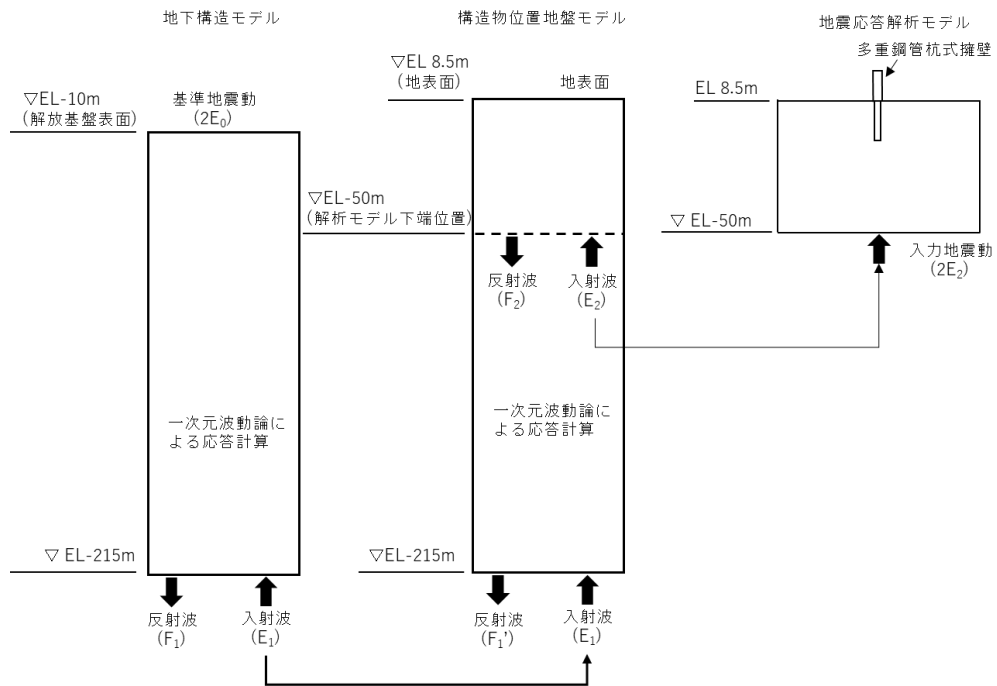 地下構造モデル
▽EL-10m
(解放基盤表面)
基準地震動
(2E₀)
一次元波動論に
よる応答計算
▽ EL-215m
反射波
(F₁)
入射波
(E₁)
構造物位置地盤モデル
▽EL 8.5m
(地表面)
地表面
▽EL-50m
(解析モデル下端位置)
反射波
(F₂)
入射波
(E₂)
一次元波動論に
よる応答計算
▽EL-215m
反射波
(F₁’)
入射波
(E₁)
地震応答解析モデル
多重鋼管杭式擁壁
EL 8.5m
▽ EL-50m
入力地震動
(2E₂)